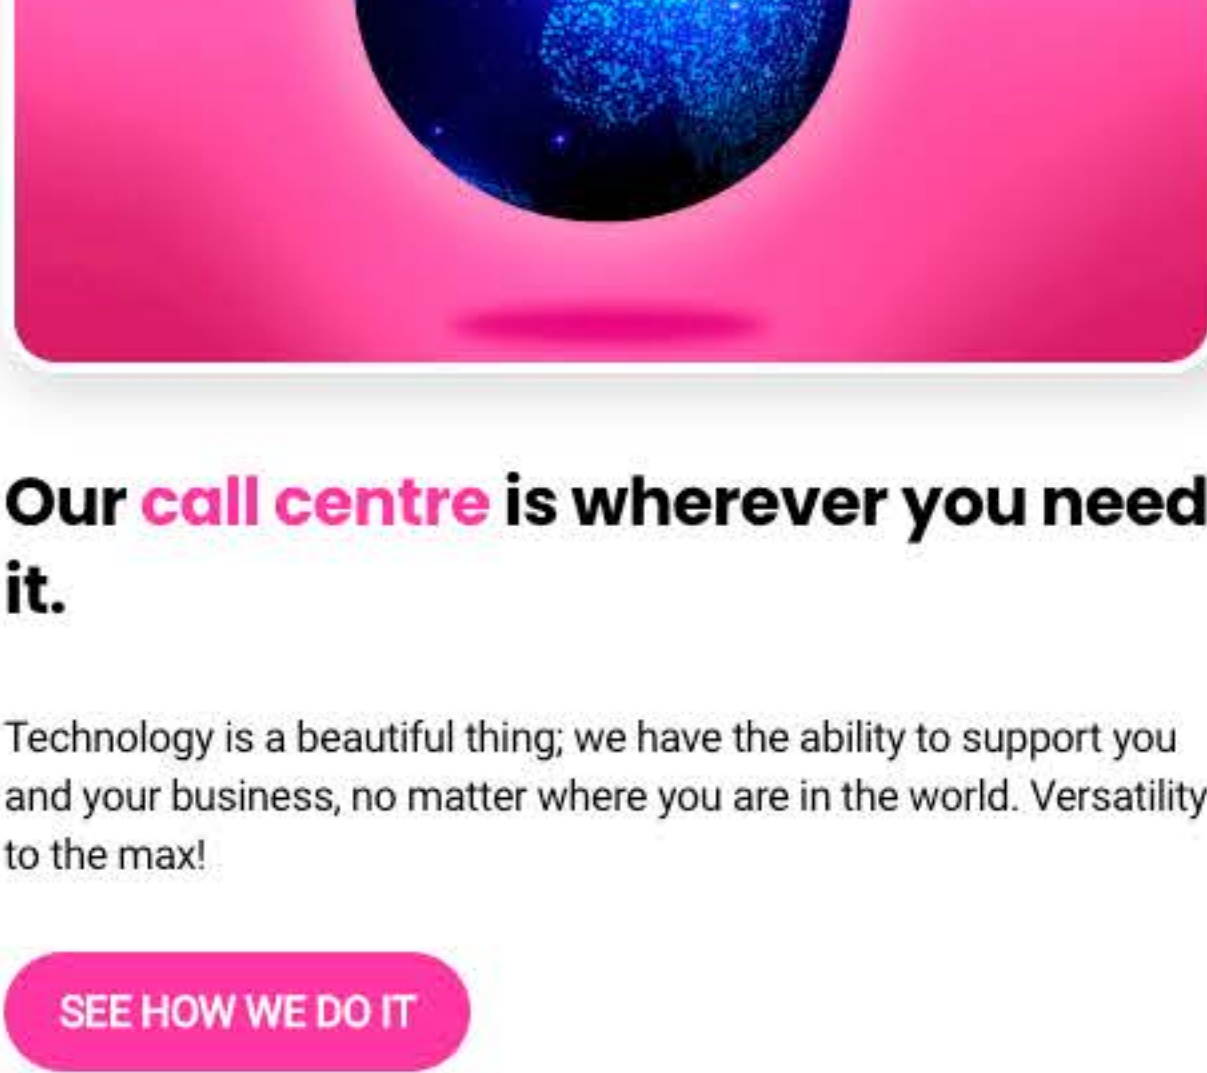 Our call centre is wherever you need
it.
Technology is a beautiful thing; we have the ability to support you
and your business, no matter where you are in the world. Versatility
to the max!
SEE HOW WE DO IT